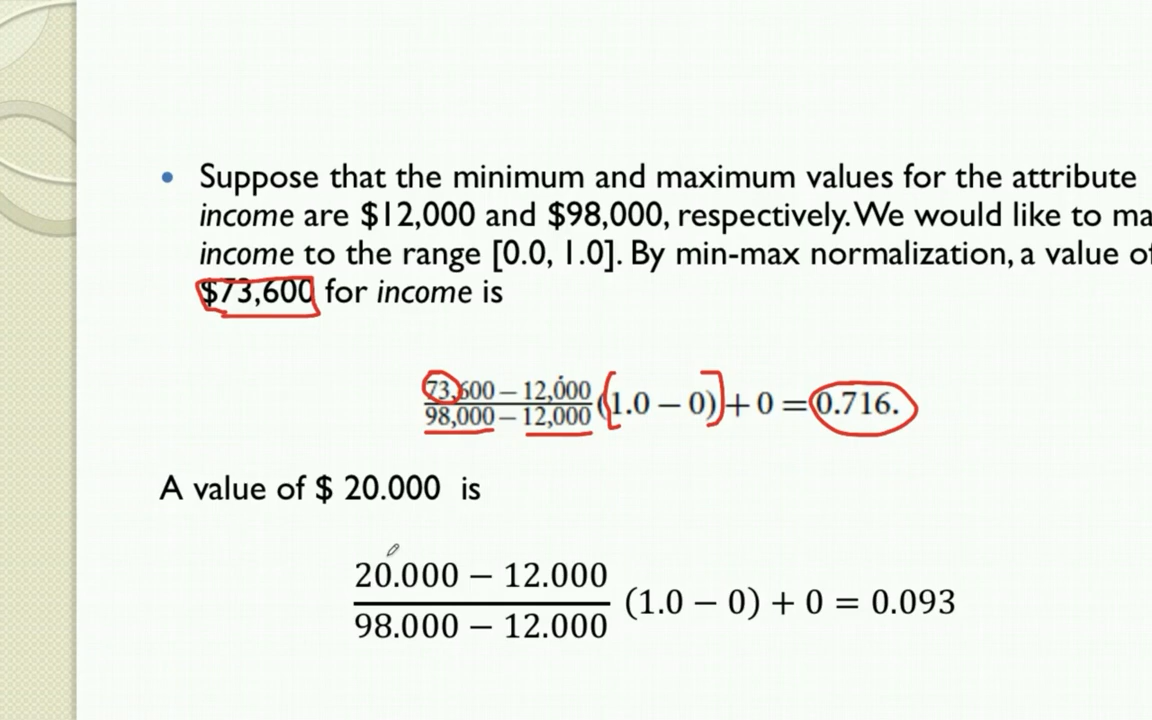 Suppose that the minimum and maximum values for the attribute
income are $12,000 and $98,000, respectively. We would like to ma
income to the range [0.0, 1.0]. By min-max normalization, a value of
$73,600 for income is
73,600 – 12,000
98,000 – 12,000
(1.0 – 0) + 0 = 0.716.
A value of $ 20.000 is
20.000 − 12.000
98.000 − 12.000
(1.0 − 0) + 0 = 0.093